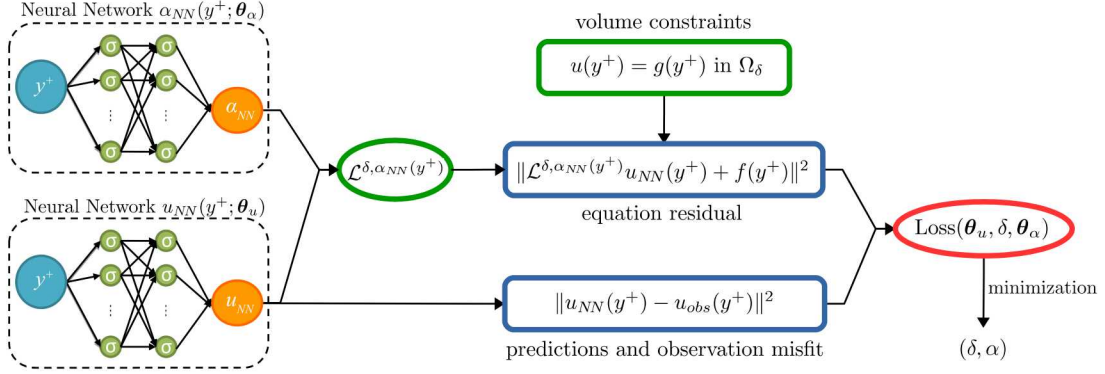 Neural Network α_NN(y⁺; θ_α)
y⁺
σ
σ
σ
σ
⋮
⋮
σ
σ
α_NN
Neural Network u_NN(y⁺; θ_u)
y⁺
σ
σ
σ
σ
⋮
⋮
σ
σ
u_NN
ℒ^{δ,α_NN(y⁺)}
volume constraints
u(y⁺) = g(y⁺) in Ω_δ
‖ℒ^{δ,α_NN(y⁺)} u_NN(y⁺) + f(y⁺)‖²
equation residual
‖u_NN(y⁺) − u_obs(y⁺)‖²
predictions and observation misfit
Loss(θ_u, δ, θ_α)
minimization
(δ, α)